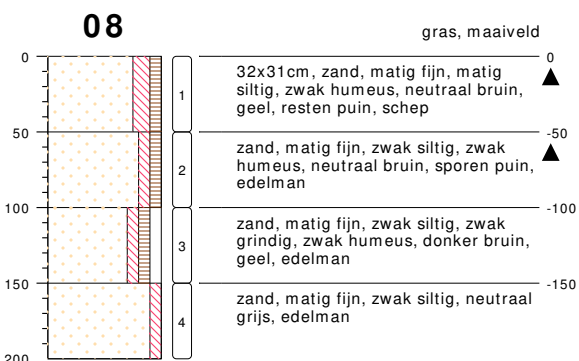 08
gras, maaiveld
0
0
1
32x31cm, zand, matig fijn, matig
siltig, zwak humeus, neutraal bruin,
geel, resten puin, schep
50
-50
2
zand, matig fijn, zwak siltig, zwak
humeus, neutraal bruin, sporen puin,
edelman
100
-100
3
zand, matig fijn, zwak siltig, zwak
grindig, zwak humeus, donker bruin,
geel, edelman
150
-150
4
zand, matig fijn, zwak siltig, neutraal
grijs, edelman
200